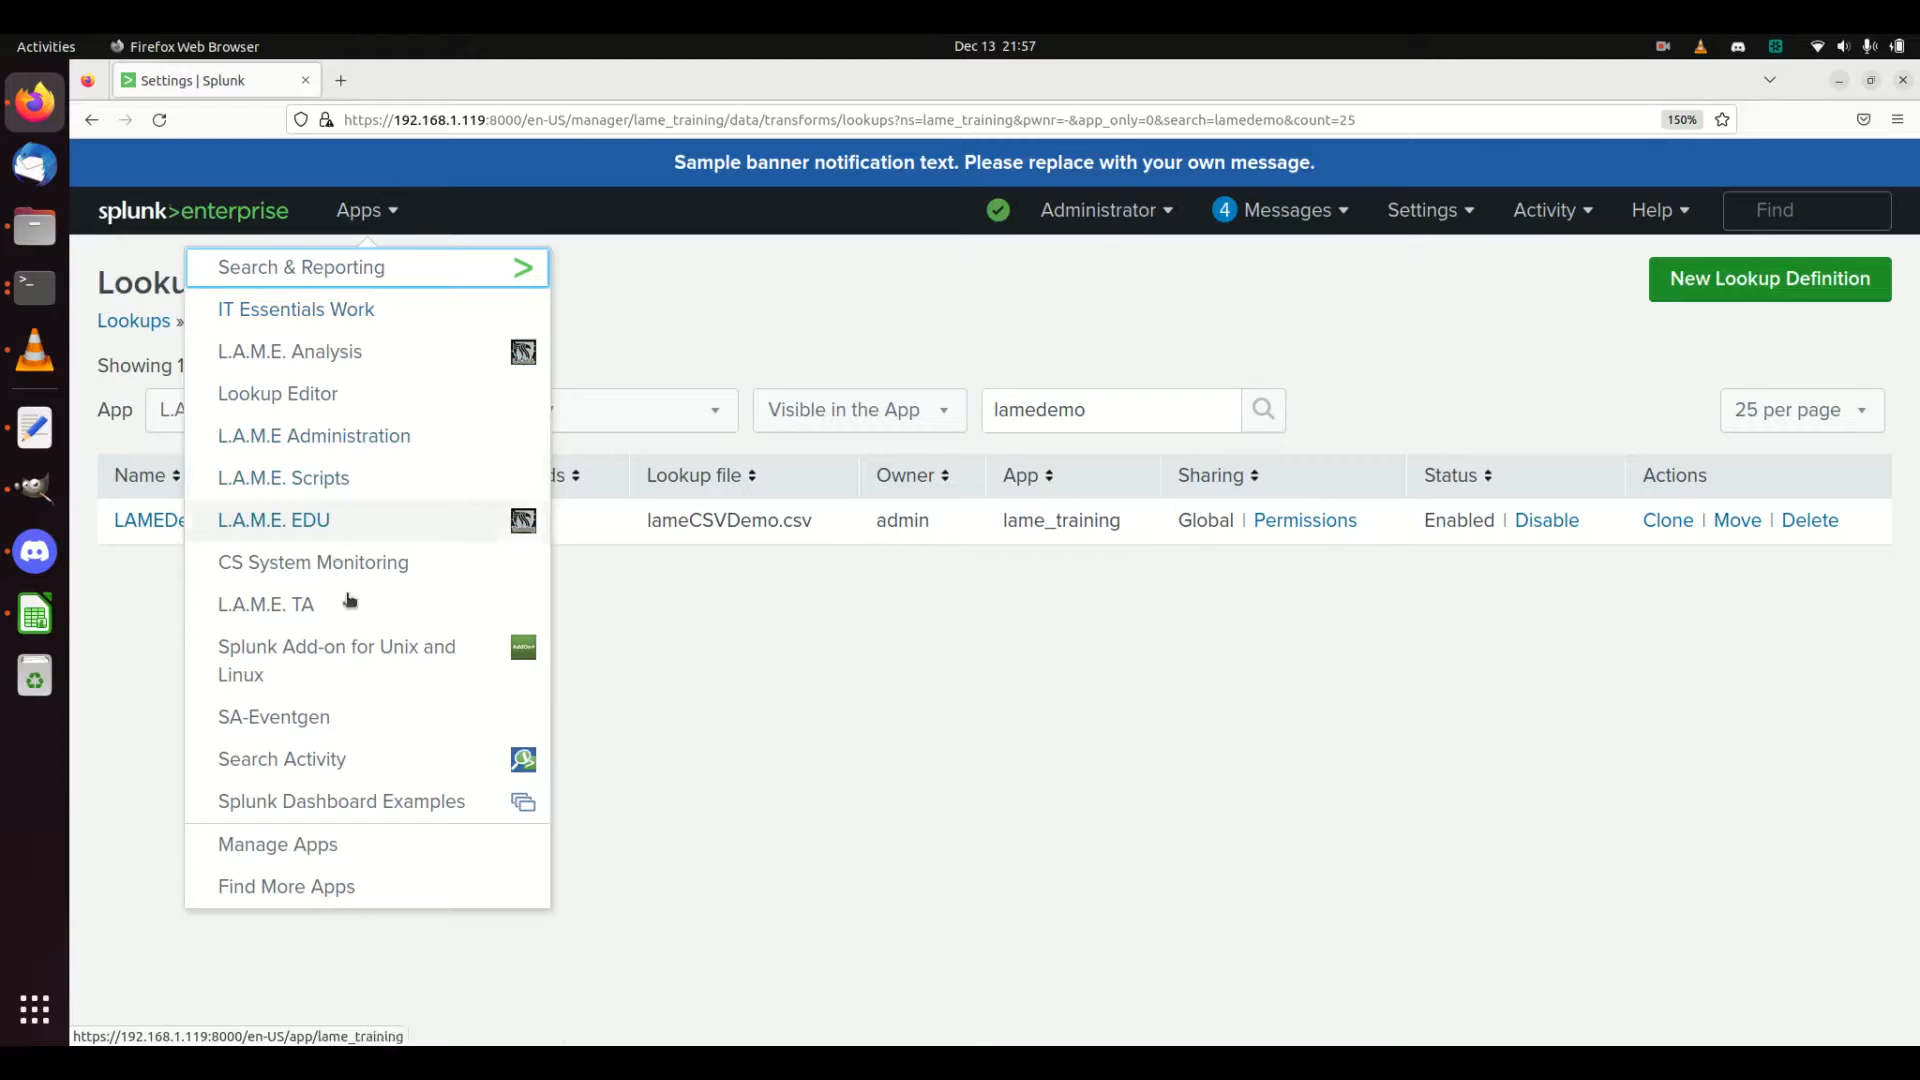 Activities
Firefox Web Browser
Dec 13 21:57
Settings | Splunk
https://192.168.1.119:8000/en-US/manager/lame_training/data/transforms/lookups?ns=lame_training&pwnr=-&app_only=0&search=lamedemo&count=25
150%
Sample banner notification text. Please replace with your own message.
splunk>enterprise
Apps
Administrator
4 Messages
Settings
Activity
Help
Find
Looku
Lookups »
Showing 1
New Lookup Definition
App
L.A
Visible in the App
lamedemo
25 per page
Name
ds
Lookup file
Owner
App
Sharing
Status
Actions
LAMEDe
lameCSVDemo.csv
admin
lame_training
Global | Permissions
Enabled | Disable
Clone | Move | Delete
Search & Reporting
IT Essentials Work
L.A.M.E. Analysis
Lookup Editor
L.A.M.E Administration
L.A.M.E. Scripts
L.A.M.E. EDU
CS System Monitoring
L.A.M.E. TA
Splunk Add-on for Unix and
Linux
SA-Eventgen
Search Activity
Splunk Dashboard Examples
Manage Apps
Find More Apps
https://192.168.1.119:8000/en-US/app/lame_training